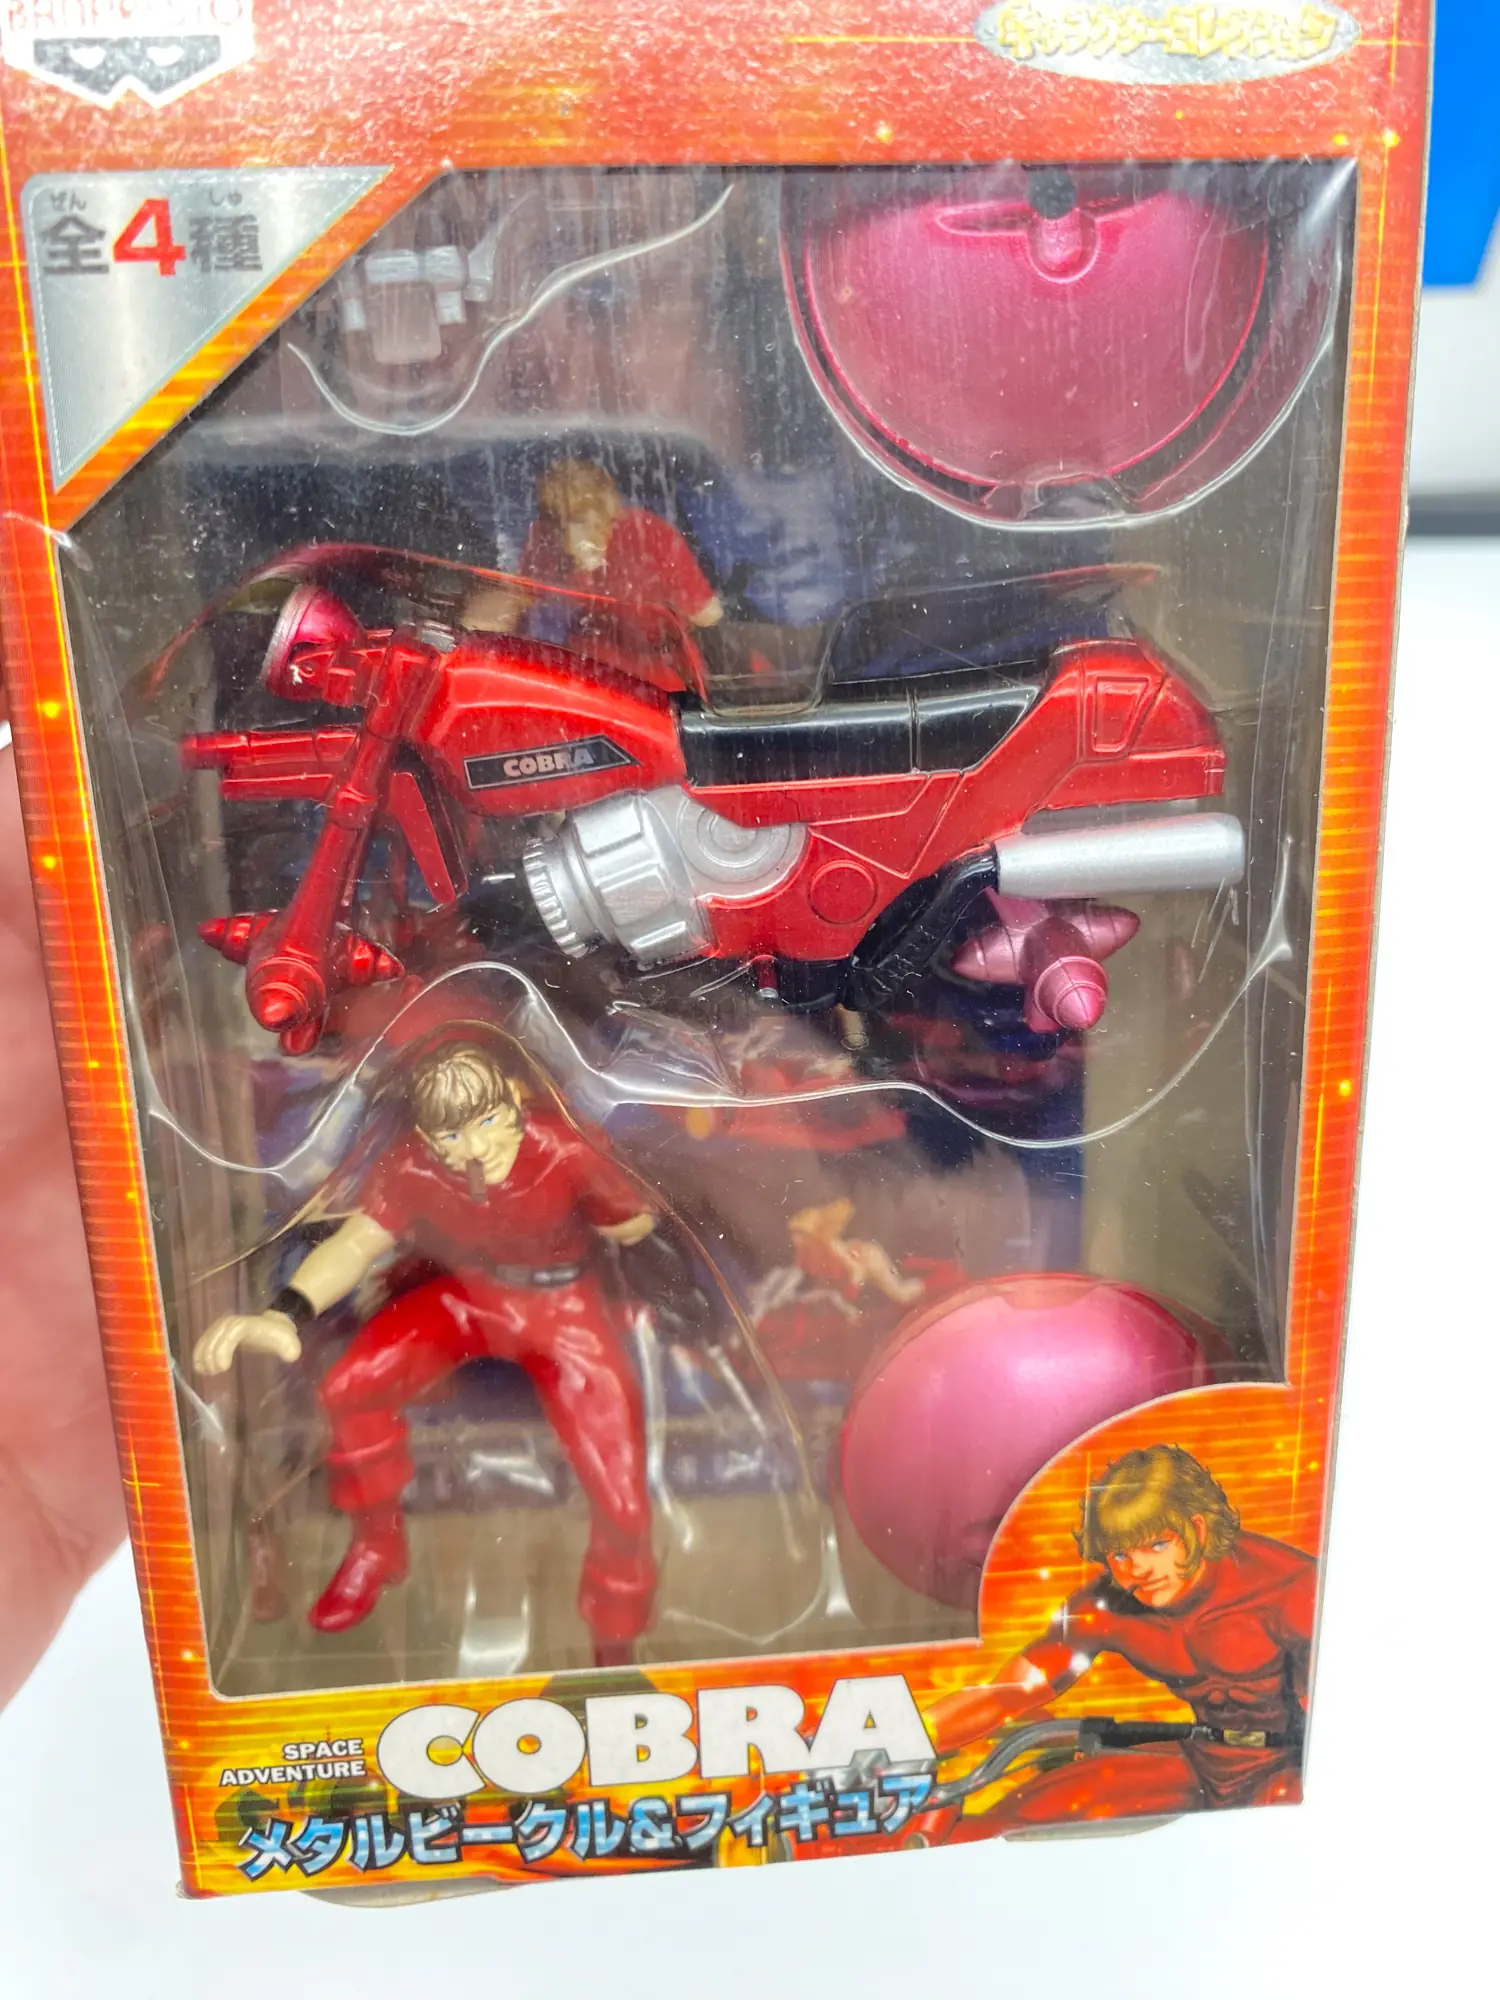 BANPRESTO
キャラクターコレクション
ぜん しゅ
全4種
COBRA
SPACE
ADVENTURE
COBRA
メタルビークル&フィギュア